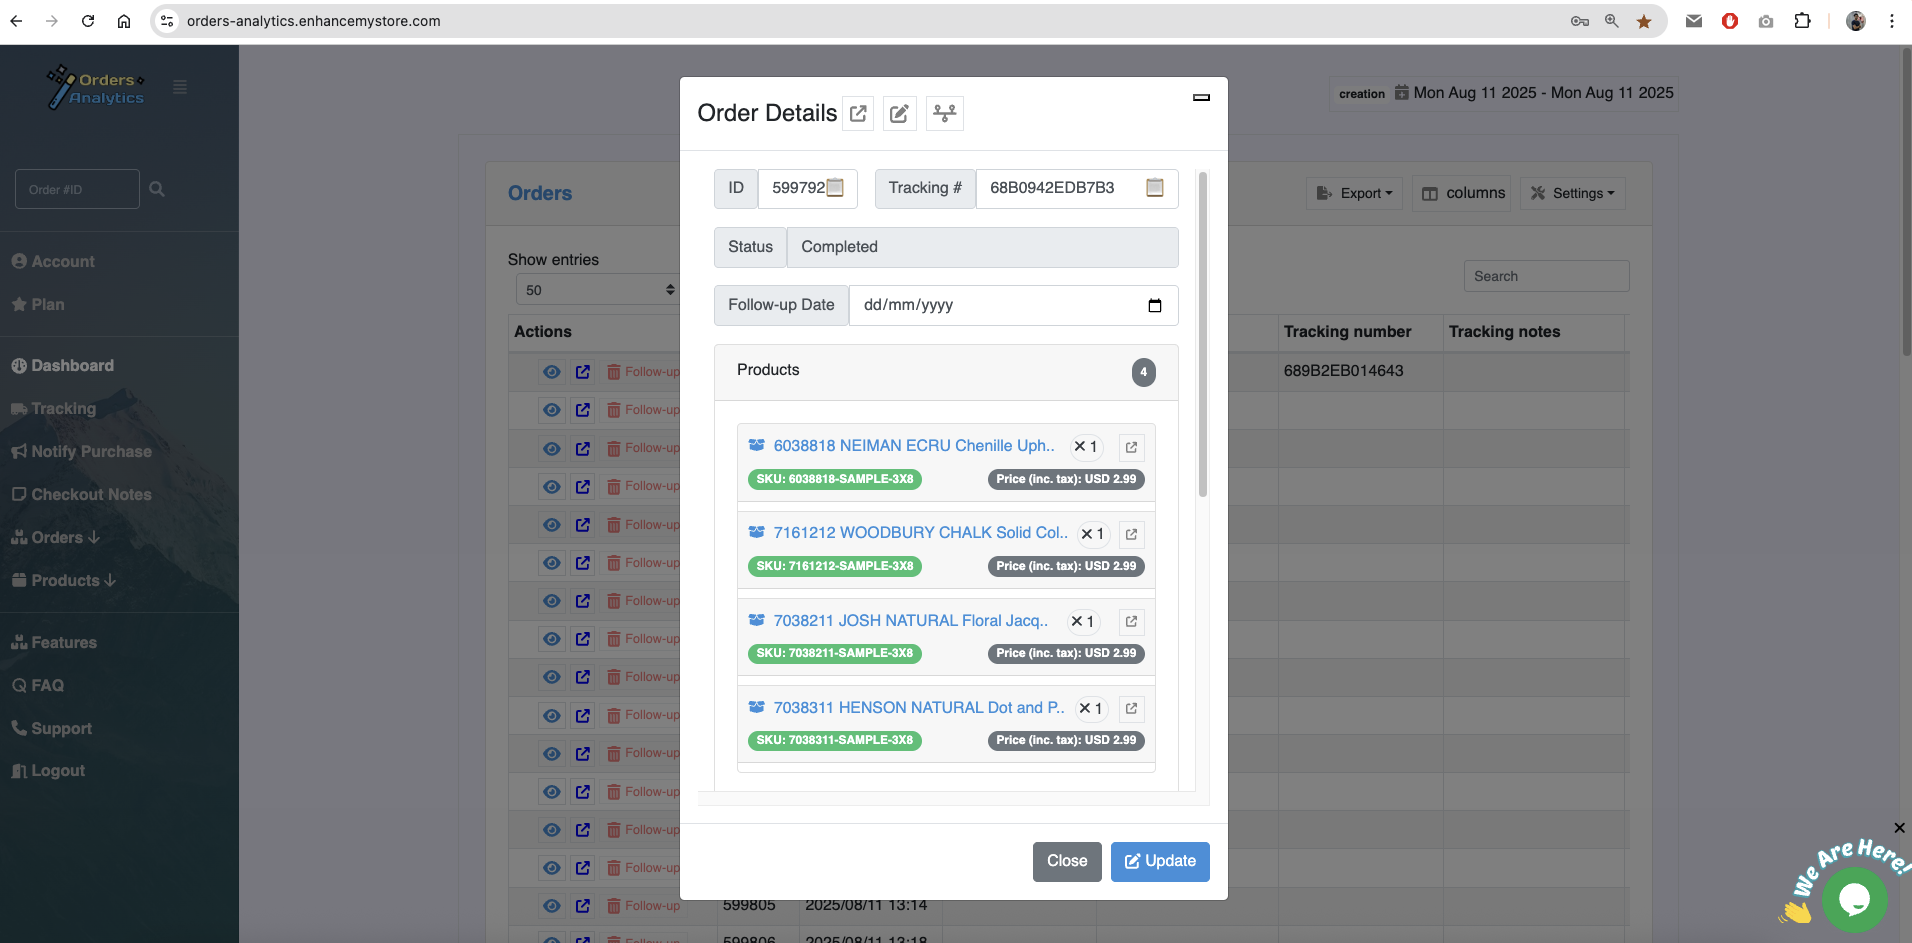 orders-analytics.enhancemystore.com
Orders
Analytics
Order #ID
Account
Plan
Dashboard
Tracking
Notify Purchase
Checkout Notes
Orders
Products
Features
FAQ
Support
Logout
creation Mon Aug 11 2025 - Mon Aug 11 2025
Orders
Export
columns
Settings
Show entries
50
Search
Actions
Tracking number
Tracking notes
Follow-up
689B2EB014643
Follow-up
Follow-up
Follow-up
Follow-up
Follow-up
Follow-up
Follow-up
Follow-up
Follow-up
Follow-up
Follow-up
Follow-up
Follow-up
Follow-up 599805 2025/08/11 13:14
Follow-up 599806 2025/08/11 13:18
Order Details
ID 599792
Tracking # 68B0942EDB7B3
Status Completed
Follow-up Date dd/mm/yyyy
Products 4
6038818 NEIMAN ECRU Chenille Uph.. × 1
SKU: 6038818-SAMPLE-3X8 Price (inc. tax): USD 2.99
7161212 WOODBURY CHALK Solid Col.. × 1
SKU: 7161212-SAMPLE-3X8 Price (inc. tax): USD 2.99
7038211 JOSH NATURAL Floral Jacq.. × 1
SKU: 7038211-SAMPLE-3X8 Price (inc. tax): USD 2.99
7038311 HENSON NATURAL Dot and P.. × 1
SKU: 7038311-SAMPLE-3X8 Price (inc. tax): USD 2.99
Close
Update
We Are Here!